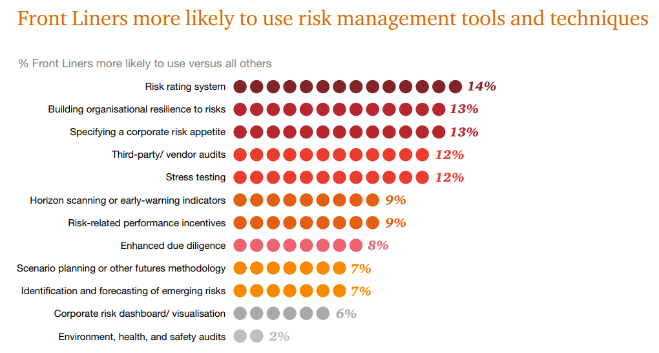 Front Liners more likely to use risk management tools and techniques
% Front Liners more likely to use versus all others
Risk rating system 14%
Building organisational resilience to risks 13%
Specifying a corporate risk appetite 13%
Third-party/ vendor audits 12%
Stress testing 12%
Horizon scanning or early-warning indicators 9%
Risk-related performance incentives 9%
Enhanced due diligence 8%
Scenario planning or other futures methodology 7%
Identification and forecasting of emerging risks 7%
Corporate risk dashboard/ visualisation 6%
Environment, health, and safety audits 2%